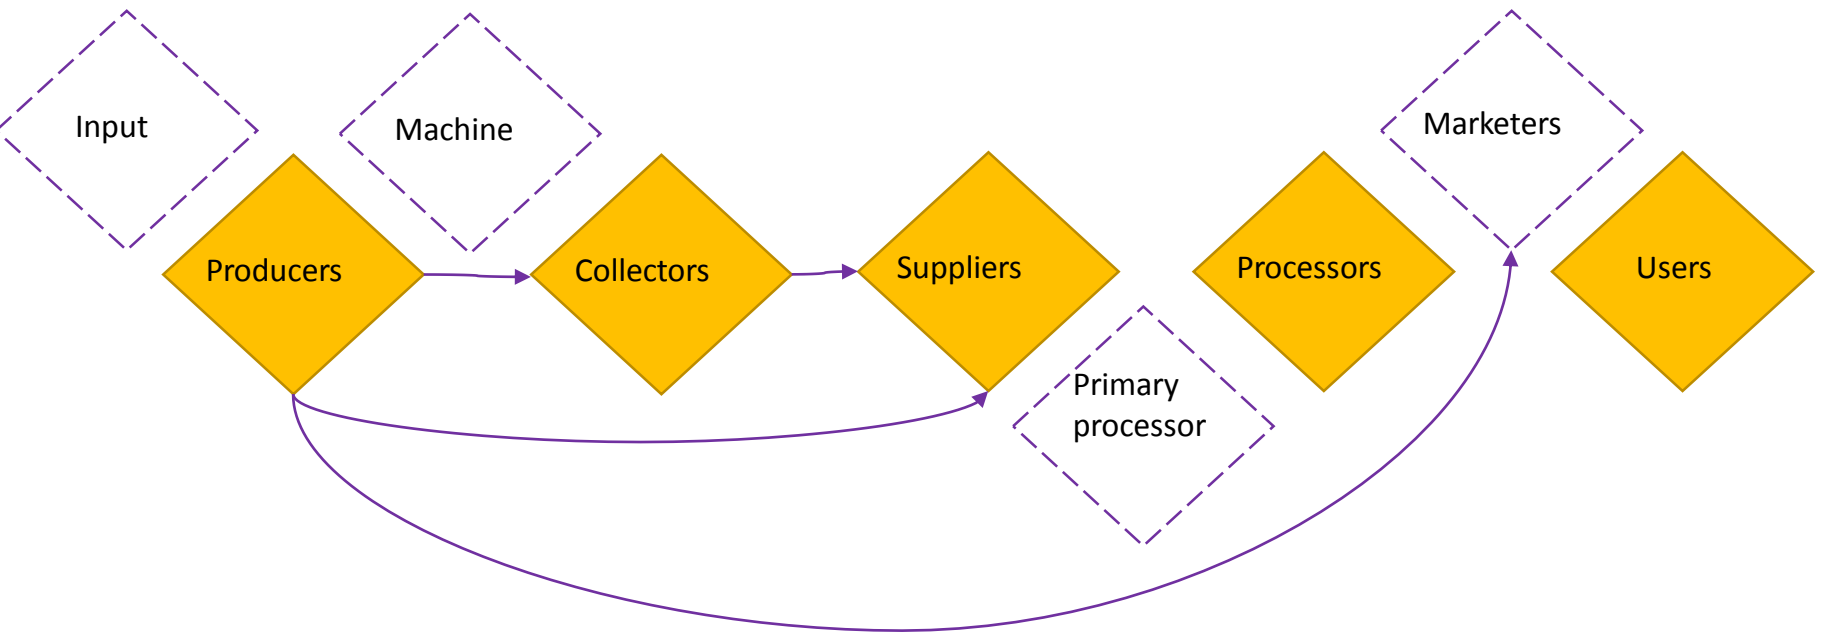 Input
Machine
Marketers
Producers
Collectors
Suppliers
Processors
Users
Primary
processor